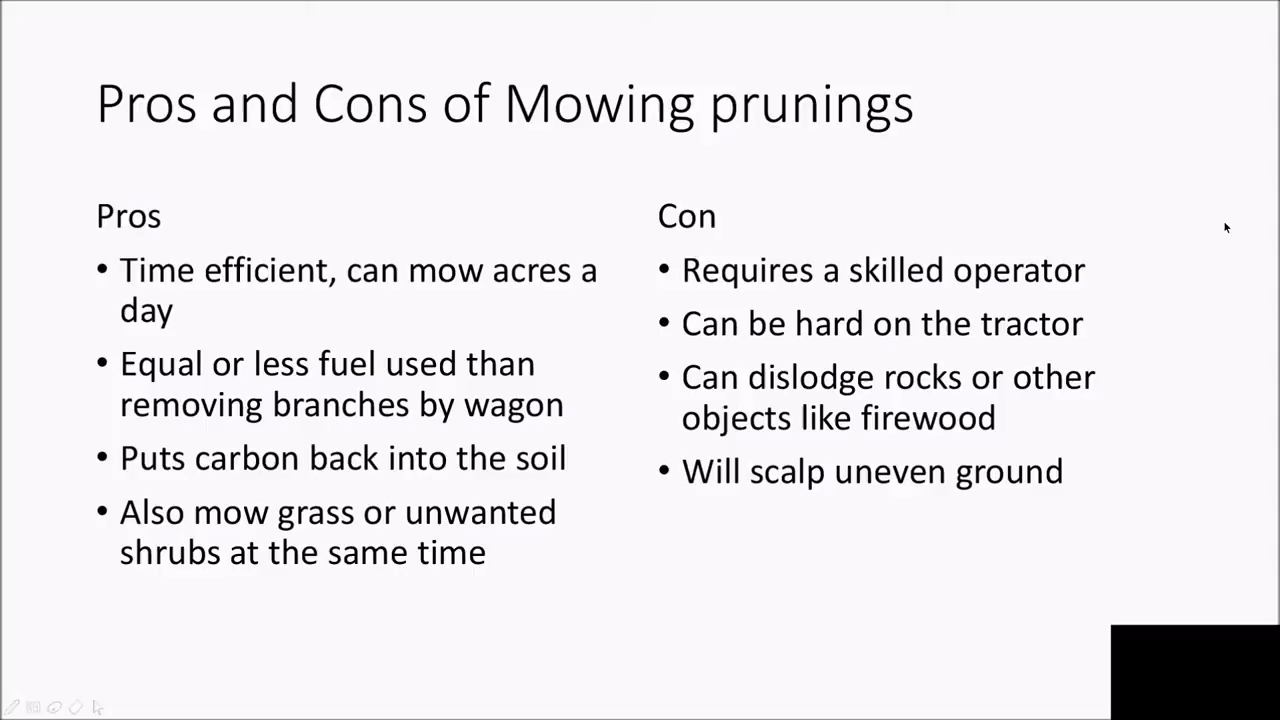 Pros and Cons of Mowing prunings
Pros
• Time efficient, can mow acres a
day
• Equal or less fuel used than
removing branches by wagon
• Puts carbon back into the soil
• Also mow grass or unwanted
shrubs at the same time
Con
• Requires a skilled operator
• Can be hard on the tractor
• Can dislodge rocks or other
objects like firewood
• Will scalp uneven ground